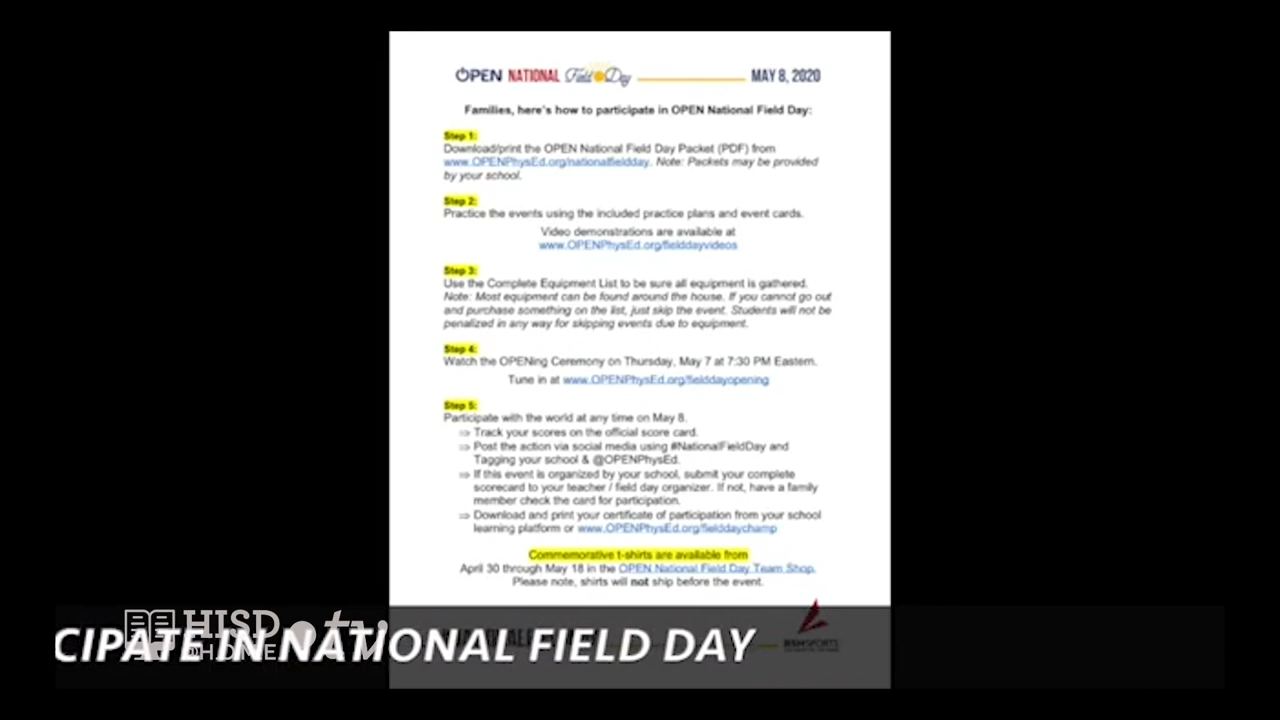 OPEN NATIONAL Field Day MAY 8, 2020
Families, here's how to participate in OPEN National Field Day:
Step 1:
Download/print the OPEN National Field Day Packet (PDF) from
www.OPENPhysEd.org/nationalfieldday. Note: Packets may be provided
by your school.
Step 2:
Practice the events using the included practice plans and event cards.
Video demonstrations are available at
www.OPENPhysEd.org/fielddayvideos
Step 3:
Use the Complete Equipment List to be sure all equipment is gathered.
Note: Most equipment can be found around the house. If you cannot go out
and purchase something on the list, just skip the event. Students will not be
penalized in any way for skipping events due to equipment.
Step 4:
Watch the OPENing Ceremony on Thursday, May 7 at 7:30 PM Eastern.
Tune in at www.OPENPhysEd.org/fielddayopening
Step 5:
Participate with the world at any time on May 8.
⇒ Track your scores on the official score card.
⇒ Post the action via social media using #NationalFieldDay and
Tagging your school & @OPENPhysEd.
⇒ If this event is organized by your school, submit your complete
scorecard to your teacher / field day organizer. If not, have a family
member check the card for participation.
⇒ Download and print your certificate of participation from your school
learning platform or www.OPENPhysEd.org/fielddaychamp
Commemorative t-shirts are available from
April 30 through May 18 in the OPEN National Field Day Team Shop.
Please note, shirts will not ship before the event.
HISD
CIPATE IN NATIONAL FIELD DAY
BSN SPORTS